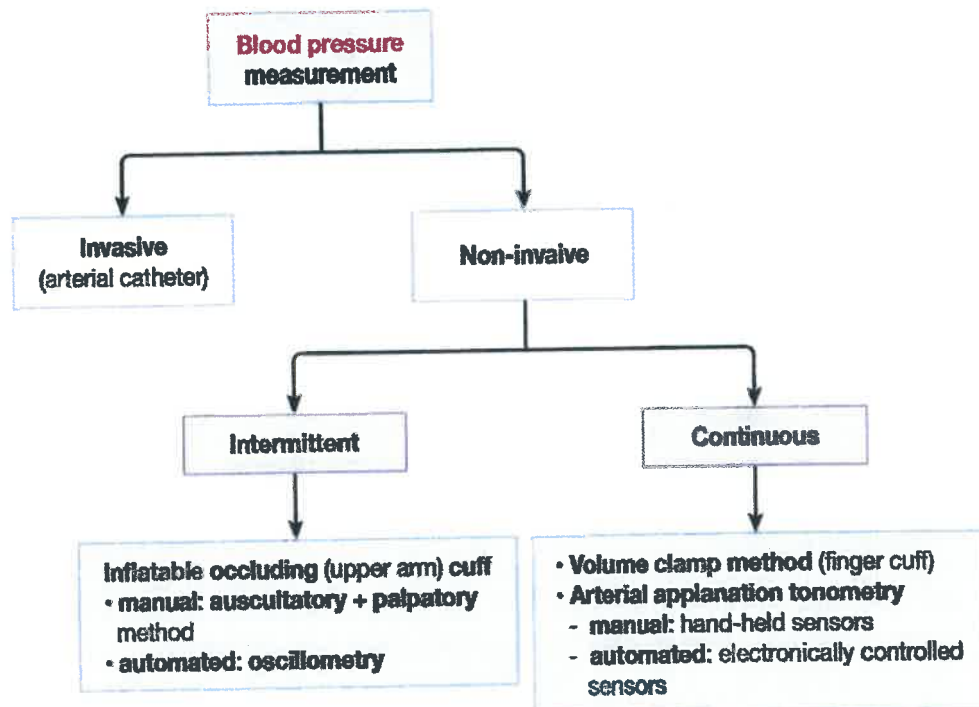 Blood pressure
measurement
Invasive
(arterial catheter)
Non-invaive
Intermittent
Continuous
Inflatable occluding (upper arm) cuff
• manual: auscultatory + palpatory
method
• automated: oscillometry
• Volume clamp method (finger cuff)
• Arterial applanation tonometry
- manual: hand-held sensors
- automated: electronically controlled
sensors